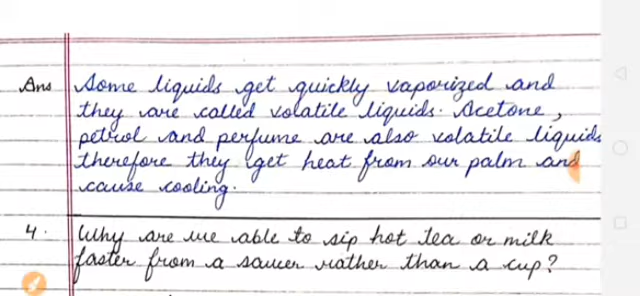 Ans Some liquids get quickly vaporized and
they are called volatile liquids. Acetone,
petrol and perfume are also volatile liquids
therefore they get heat from our palm and
cause cooling.
4. Why are we able to sip hot tea or milk
faster from a saucer rather than a cup?